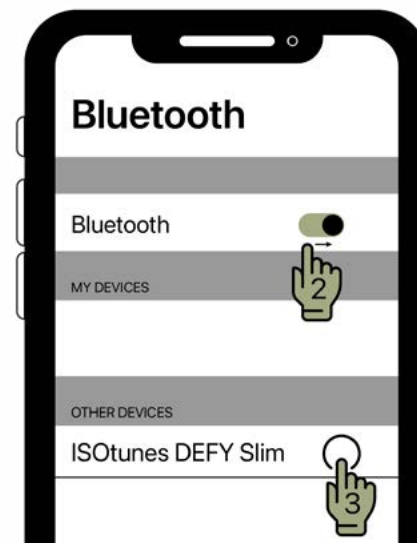 Bluetooth
Bluetooth
2
MY DEVICES
OTHER DEVICES
ISOtunes DEFY Slim
3